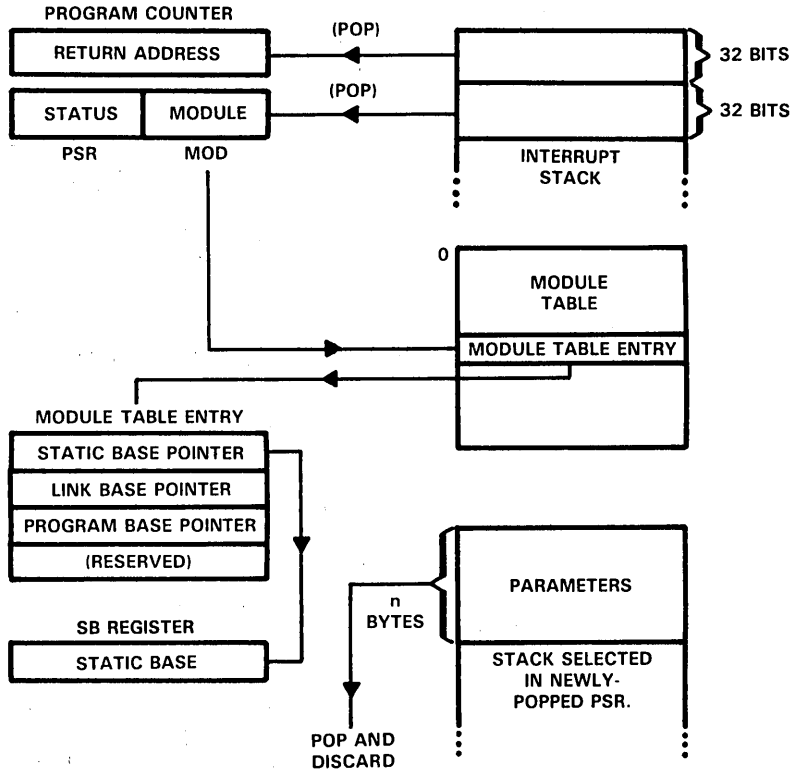 PROGRAM COUNTER
RETURN ADDRESS
(POP)
32 BITS
STATUS
MODULE
(POP)
32 BITS
PSR
MOD
INTERRUPT
STACK
0
MODULE
TABLE
MODULE TABLE ENTRY
MODULE TABLE ENTRY
STATIC BASE POINTER
LINK BASE POINTER
PROGRAM BASE POINTER
(RESERVED)
SB REGISTER
STATIC BASE
n
BYTES
PARAMETERS
STACK SELECTED
IN NEWLY-
POPPED PSR.
POP AND
DISCARD